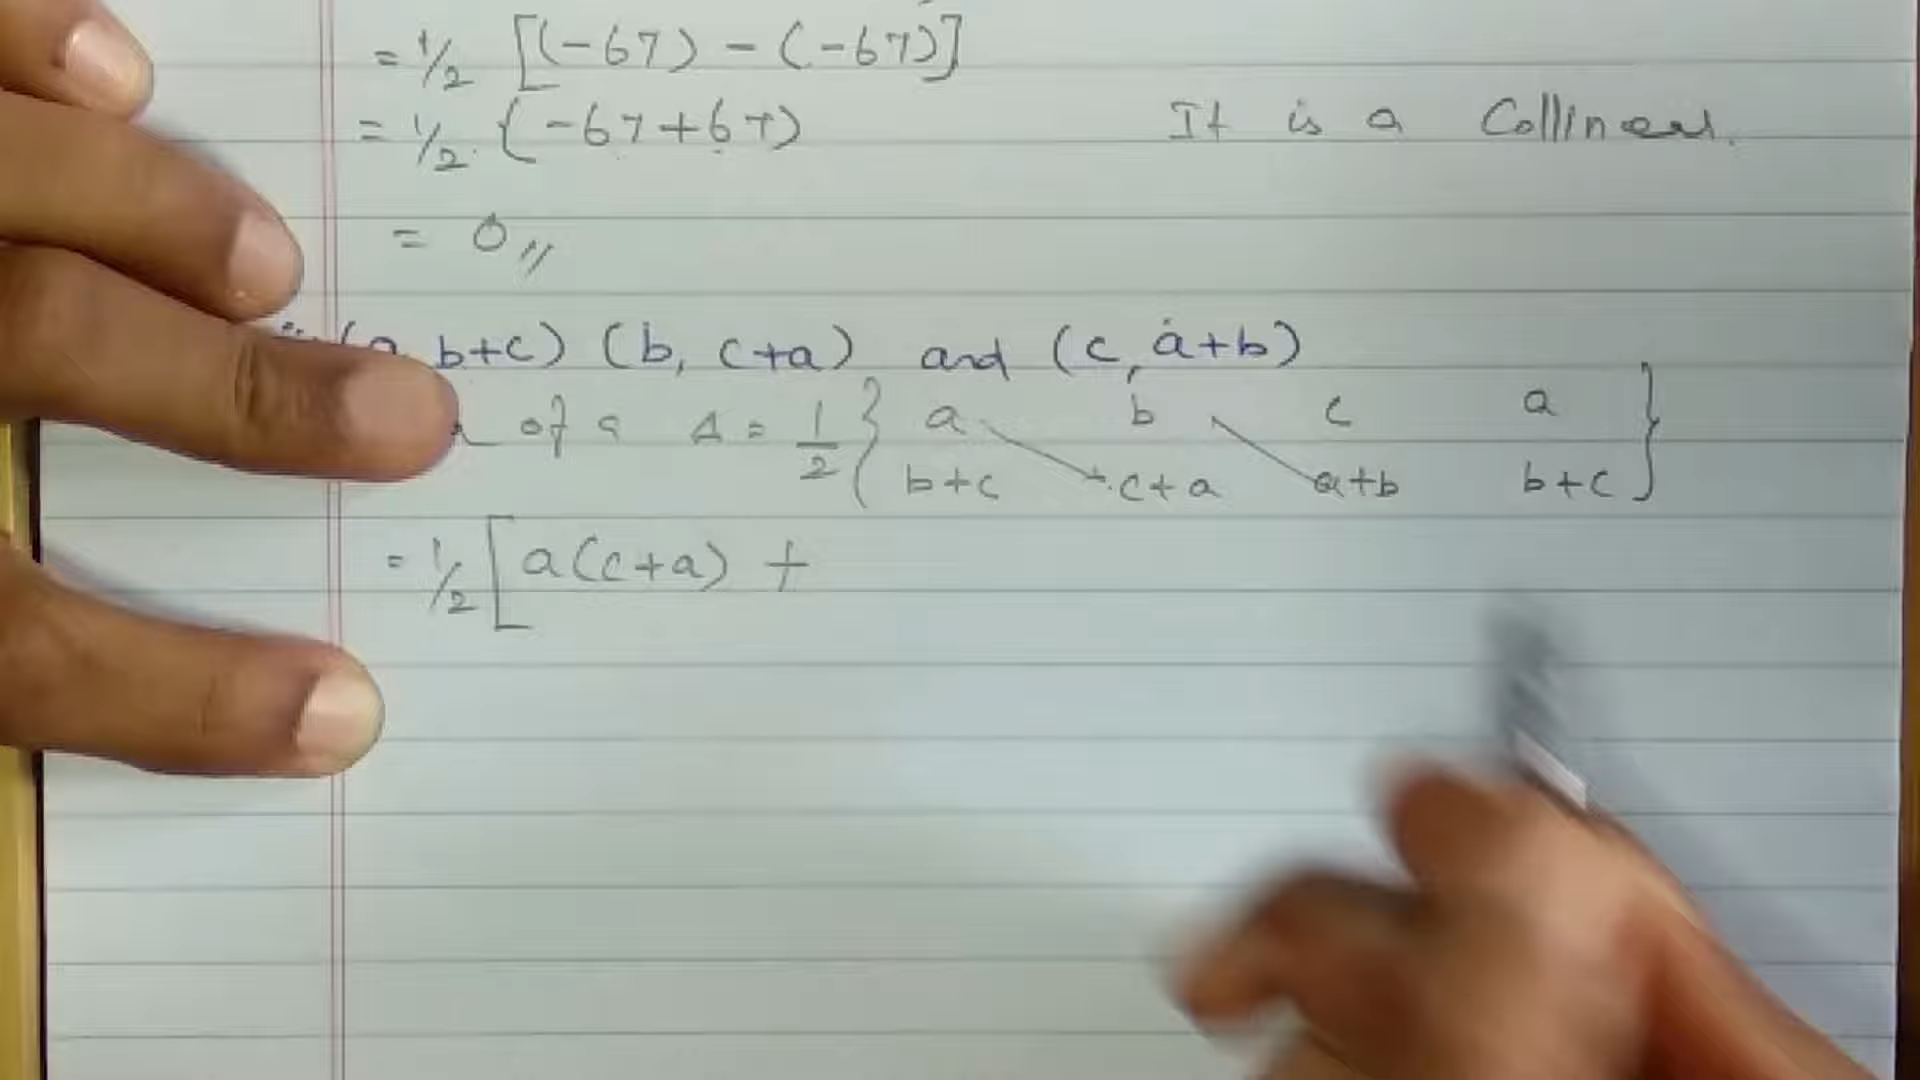 = 1/2 [(-67) - (-67)]
= 1/2 {-67+67)
It is a Collinear.
= 0 //
b+c) (b, c+a) and (c, a+b)
of a Δ = 1/2 { a b c a }
b+c c+a a+b b+c
= 1/2 [a(c+a) +